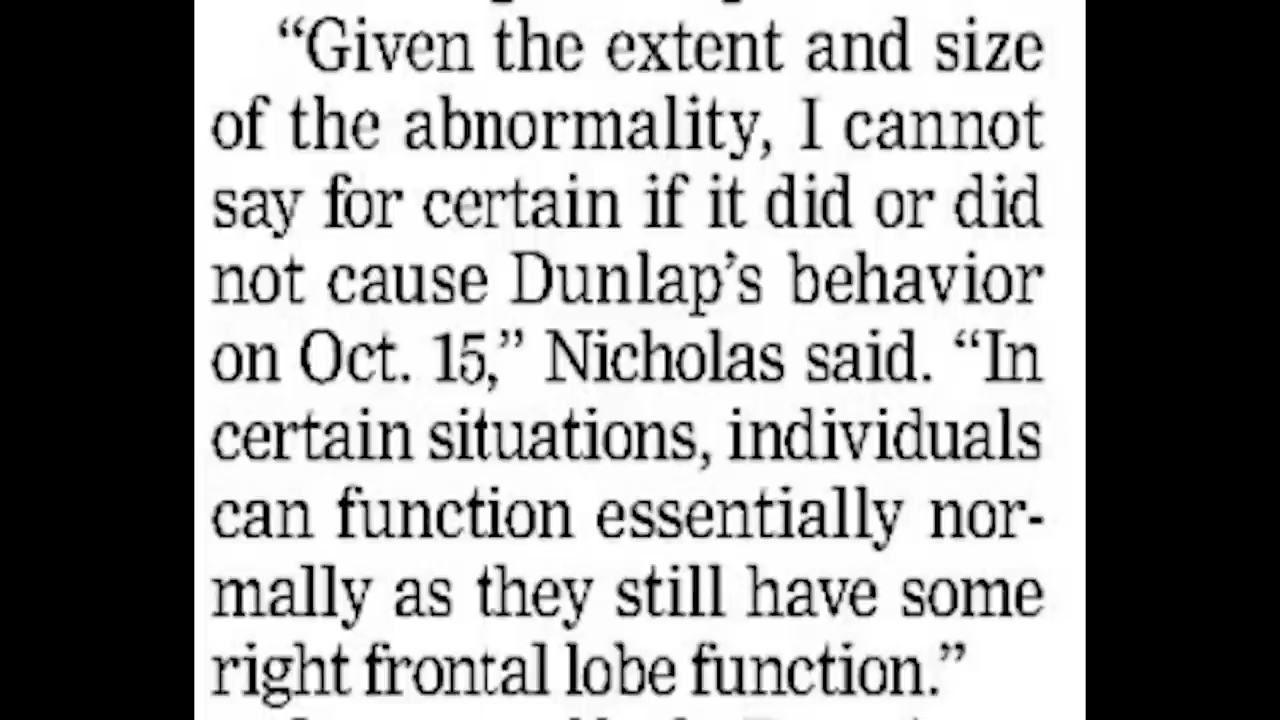 “Given the extent and size
of the abnormality, I cannot
say for certain if it did or did
not cause Dunlap’s behavior
on Oct. 15,” Nicholas said. “In
certain situations, individuals
can function essentially nor-
mally as they still have some
right frontal lobe function.”